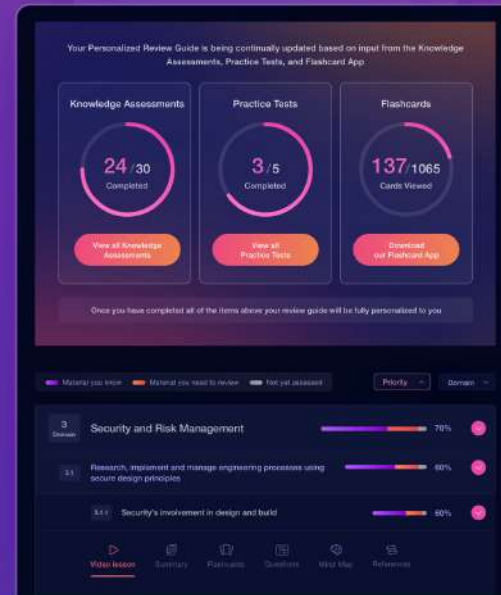 Your Personalized Review Guide is being continually updated based on input from the Knowledge
Assessments, Practice Tests, and Flashcard App
Knowledge Assessments
24/30
Completed
View all Knowledge
Assessments
Practice Tests
3/5
Completed
View all
Practice Tests
Flashcards
137/1065
Cards Viewed
Download
our Flashcard App
Once you have completed all of the items above your review guide will be fully personalized to you
Material you know
Material you need to review
Not yet assessed
Priority
Domain
3
Domain
Security and Risk Management
70%
3.1
Research, implement and manage engineering processes using
secure design principles
60%
3.1.1
Security's involvement in design and build
60%
Video lesson
Summary
Flashcards
Questions
Mind Map
References